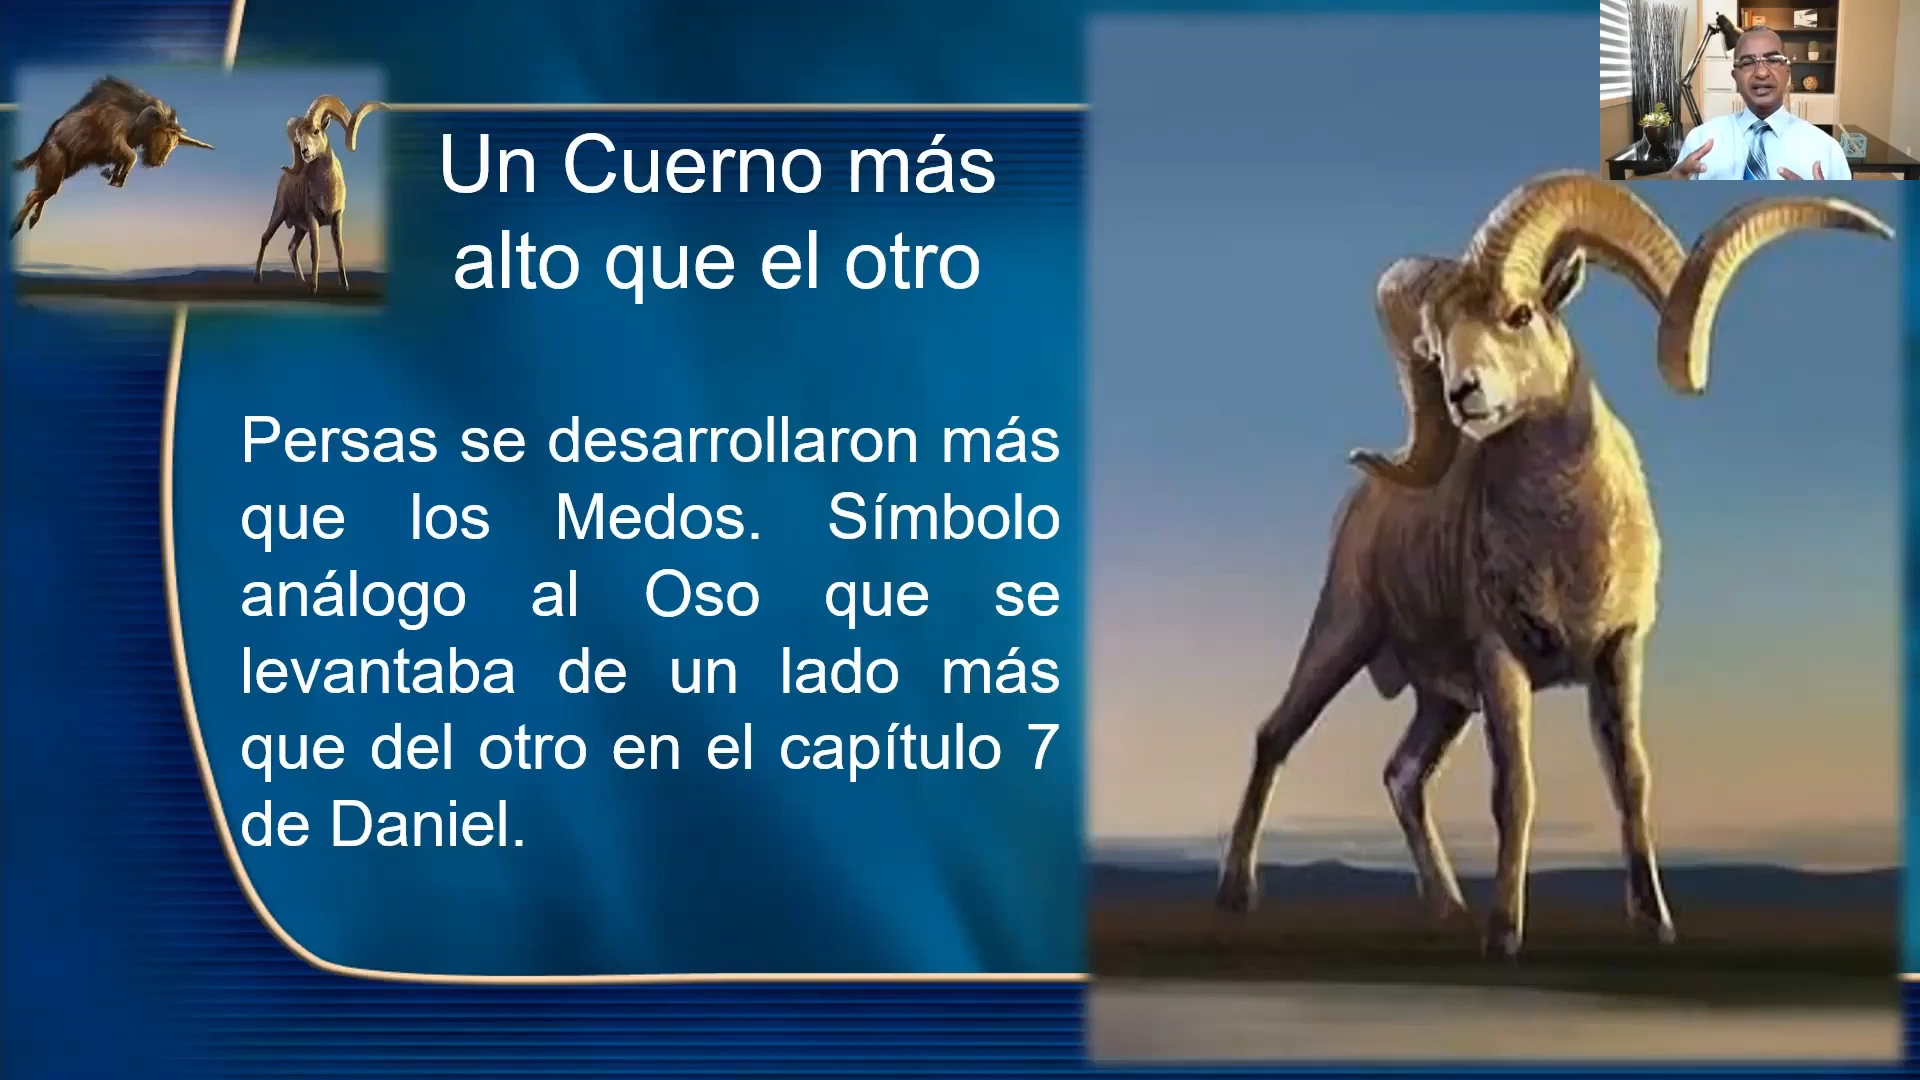 Un Cuerno más
alto que el otro
Persas se desarrollaron más
que los Medos. Símbolo
análogo al Oso que se
levantaba de un lado más
que del otro en el capítulo 7
de Daniel.